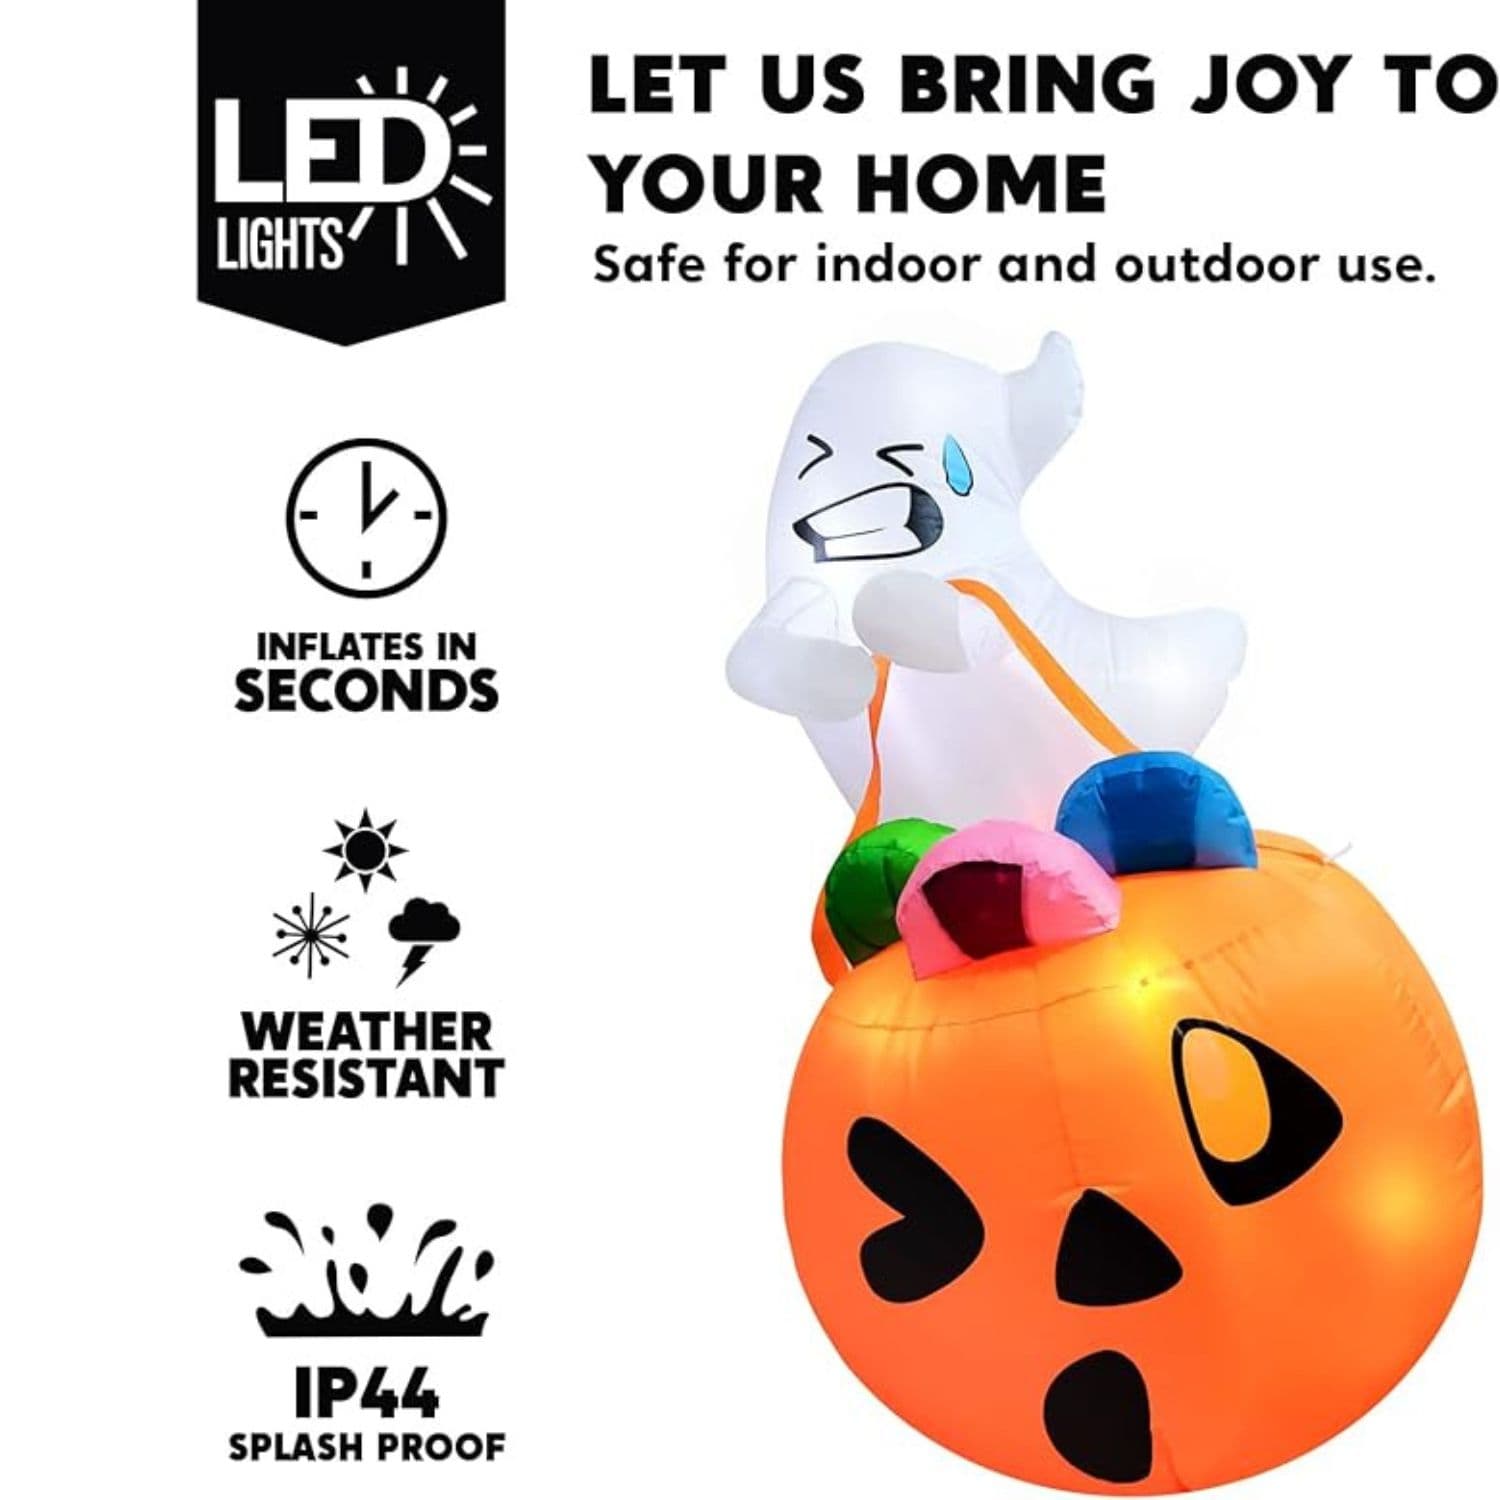 LED
LIGHTS
LET US BRING JOY TO
YOUR HOME
Safe for indoor and outdoor use.
INFLATES IN
SECONDS
WEATHER
RESISTANT
IP44
SPLASH PROOF